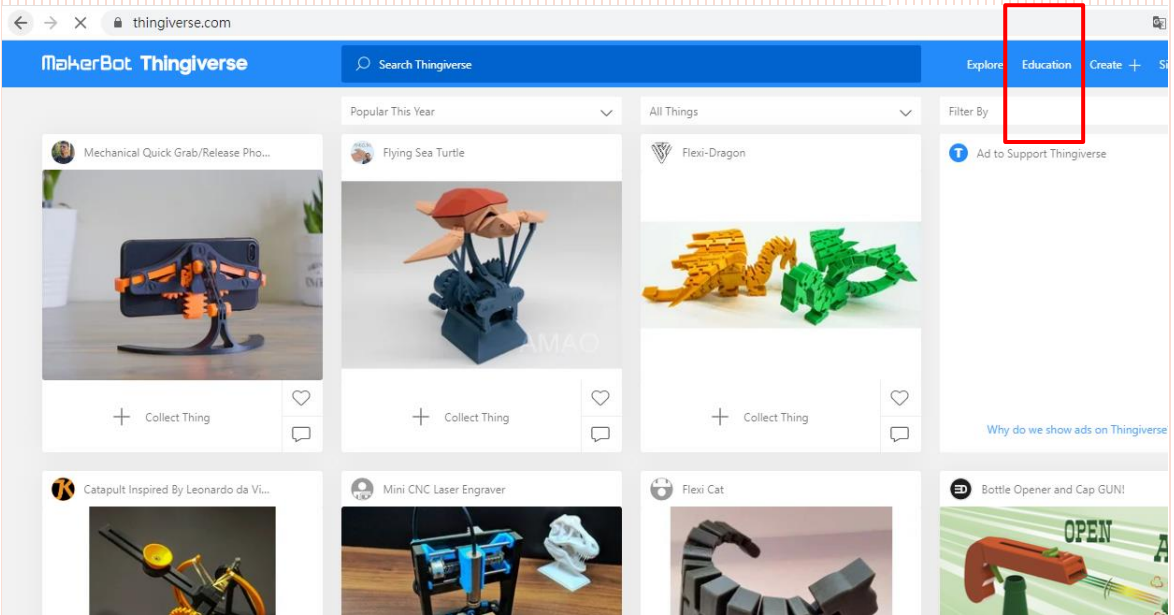 thingiverse.com
MakerBot Thingiverse
Search Thingiverse
Explore
Education
Create
Si
Popular This Year
All Things
Filter By
Mechanical Quick Grab/Release Pho...
Flying Sea Turtle
Flexi-Dragon
Ad to Support Thingiverse
AMAO
Collect Thing
Collect Thing
Collect Thing
Why do we show ads on Thingiverse
Catapult Inspired By Leonardo da Vi...
Mini CNC Laser Engraver
Flexi Cat
Bottle Opener and Cap GUN!
OPEN